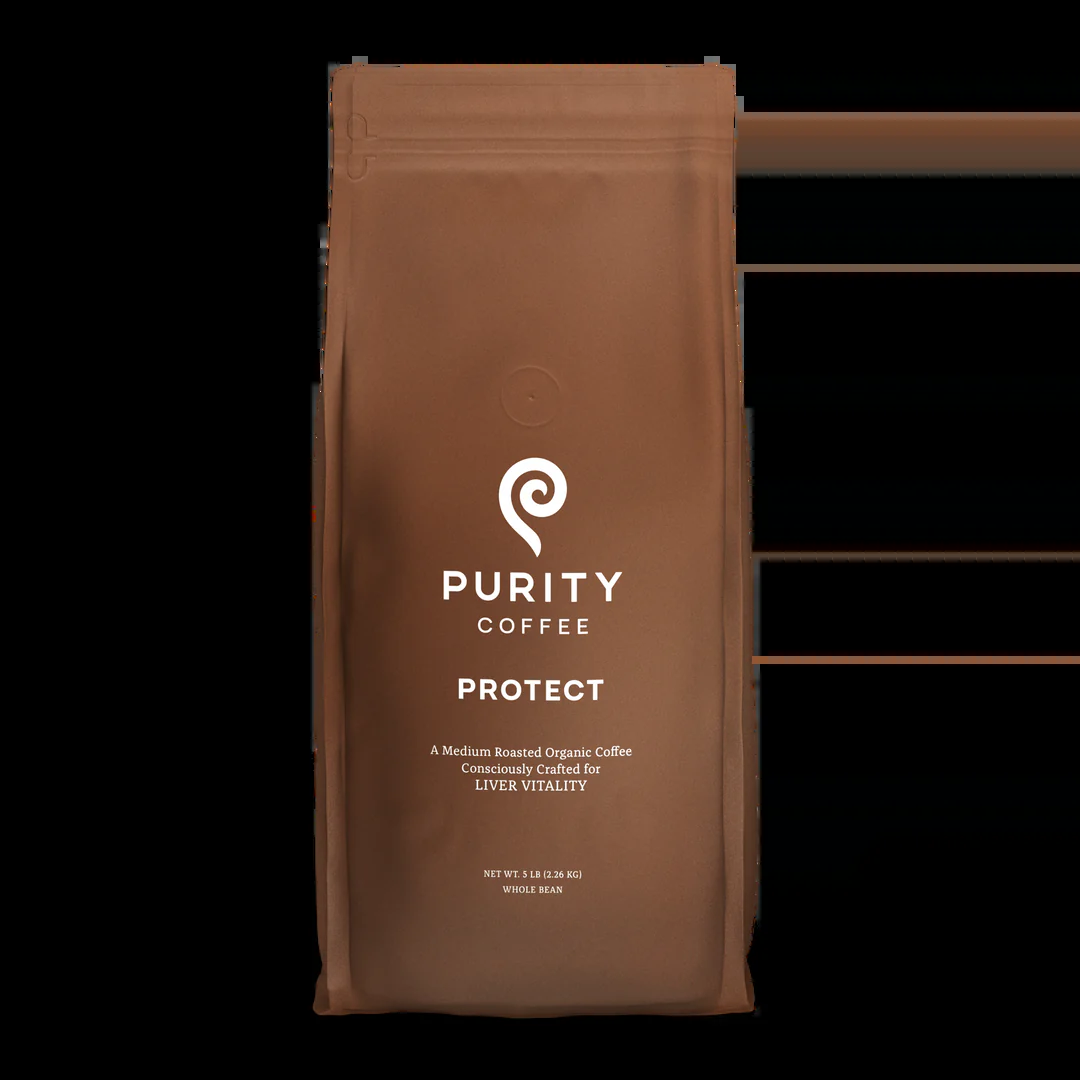 PURITY
COFFEE
PROTECT
A Medium Roasted Organic Coffee
Consciously Crafted for
LIVER VITALITY
NET WT. 5 LB (2.26 KG)
WHOLE BEAN